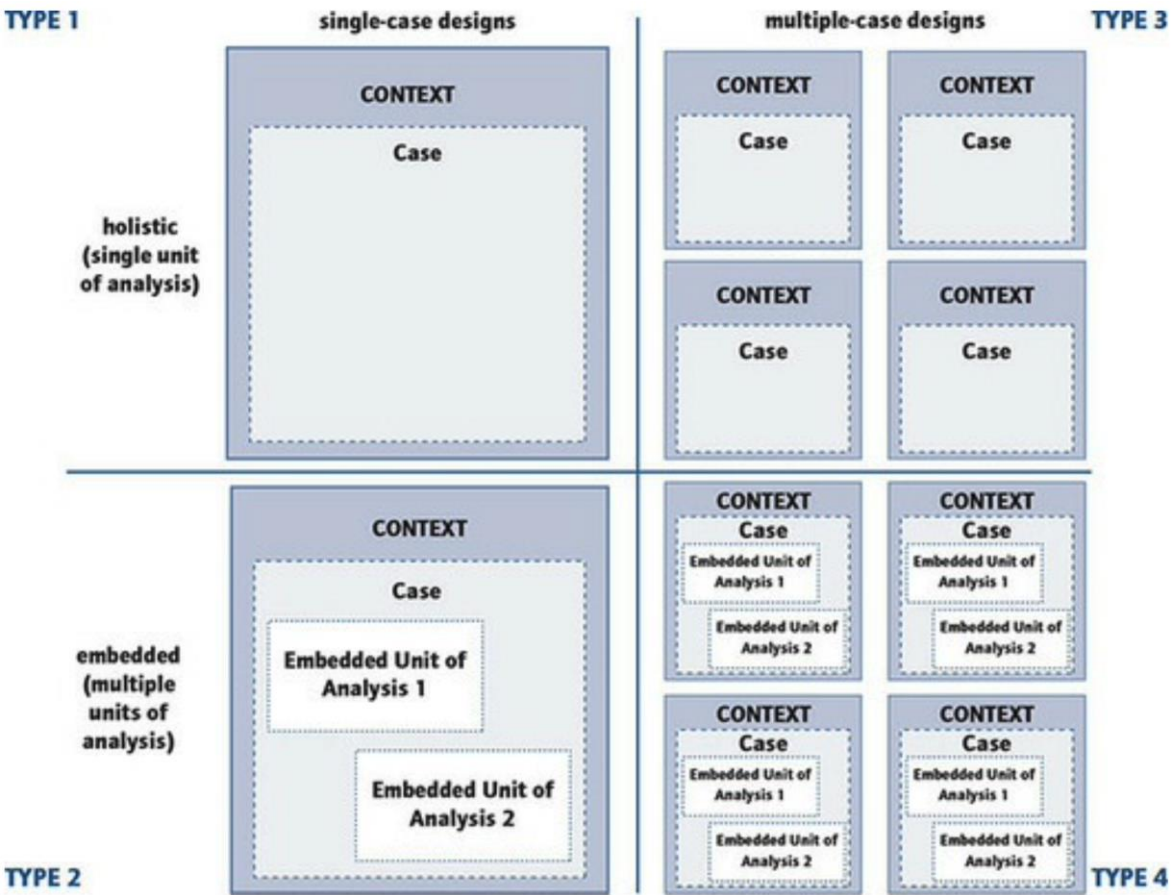 TYPE 1
single-case designs
multiple-case designs
TYPE 3
CONTEXT
Case
holistic
(single unit
of analysis)
CONTEXT
Case
CONTEXT
Case
CONTEXT
Case
CONTEXT
Case
embedded
(multiple
units of
analysis)
CONTEXT
Case
Embedded Unit of
Analysis 1
Embedded Unit of
Analysis 2
CONTEXT
Case
Embedded Unit of
Analysis 1
Embedded Unit of
Analysis 2
CONTEXT
Case
Embedded Unit of
Analysis 1
Embedded Unit of
Analysis 2
CONTEXT
Case
Embedded Unit of
Analysis 1
Embedded Unit of
Analysis 2
CONTEXT
Case
Embedded Unit of
Analysis 1
Embedded Unit of
Analysis 2
TYPE 2
TYPE 4